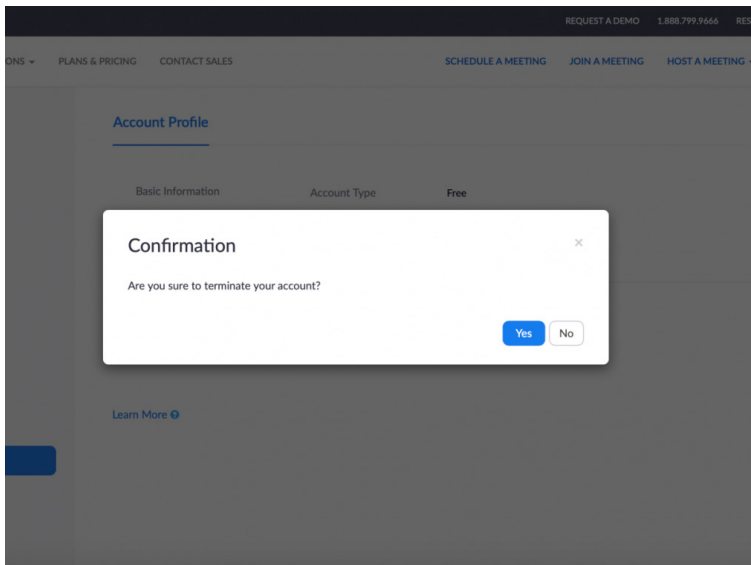 REQUEST A DEMO 1.888.799.9666 RES
ONS PLANS & PRICING CONTACT SALES SCHEDULE A MEETING JOIN A MEETING HOST A MEETING
Account Profile
Basic Information Account Type Free
Confirmation ×
Are you sure to terminate your account?
Yes No
Learn More